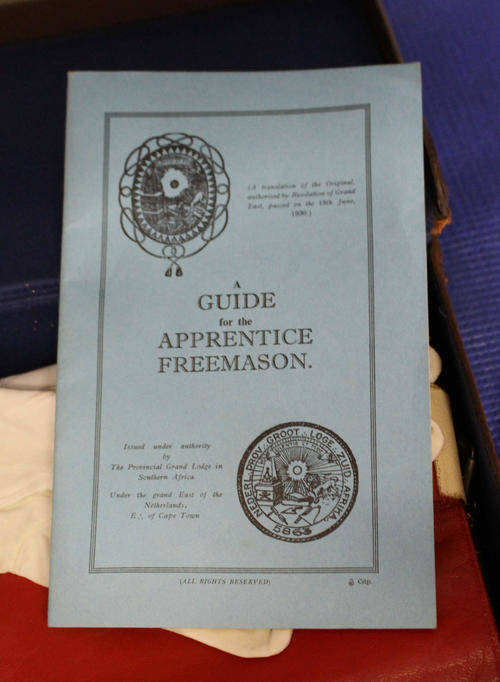 (A translation of the Original,
authorised by Resolution of Grand
East, passed on the 15th June,
1930.)
A
GUIDE
for the
APPRENTICE
FREEMASON.
Issued under authority
by
The Provincial Grand Lodge in
Southern Africa
Under the grand East of the
Netherlands,
E∴ of Cape Town
NEDERL. PROV. GROOT. LOGE. ZUID. AFRIKA.
5863
(ALL RIGHTS RESERVED)